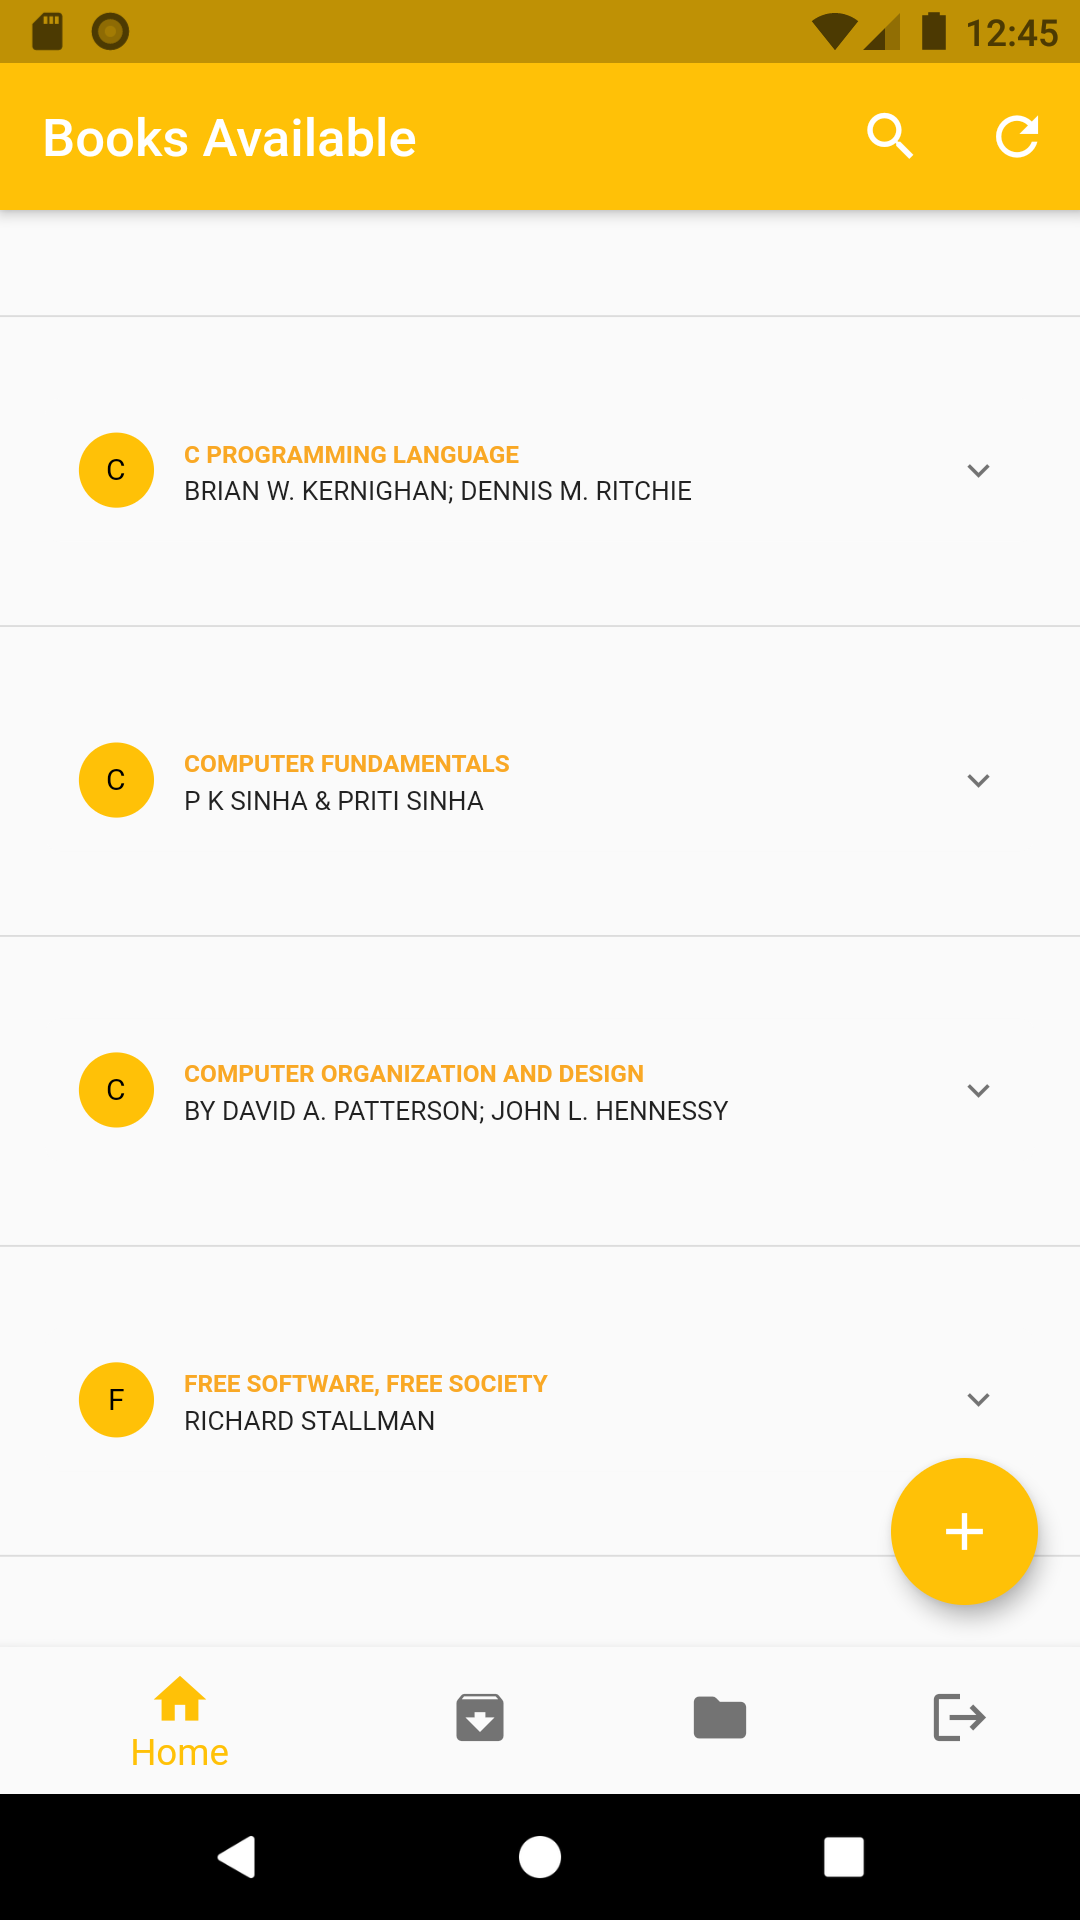 12:45
Books Available
C
C PROGRAMMING LANGUAGE
BRIAN W. KERNIGHAN; DENNIS M. RITCHIE
C
COMPUTER FUNDAMENTALS
P K SINHA & PRITI SINHA
C
COMPUTER ORGANIZATION AND DESIGN
BY DAVID A. PATTERSON; JOHN L. HENNESSY
F
FREE SOFTWARE, FREE SOCIETY
RICHARD STALLMAN
Home